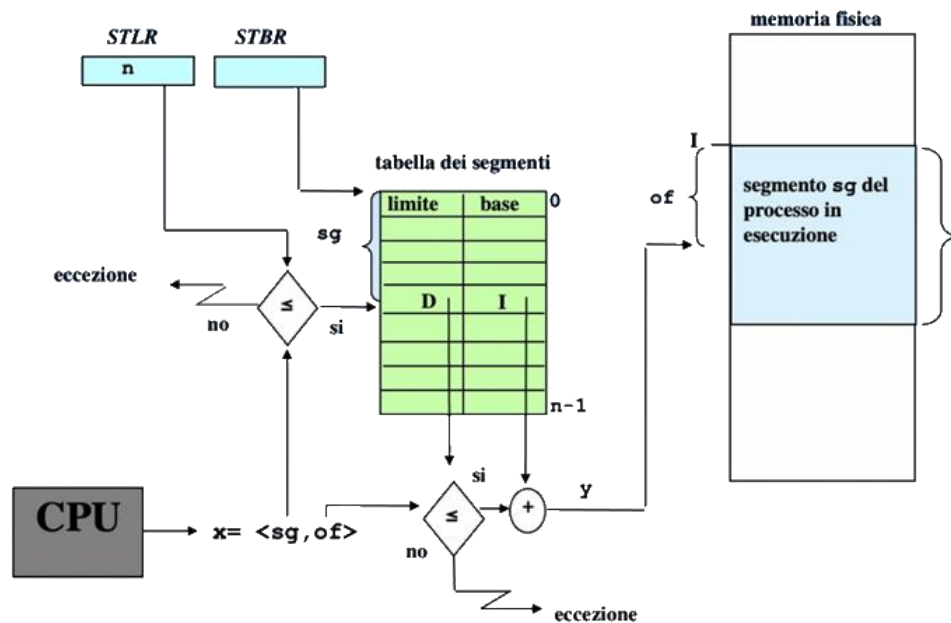 memoria fisica
STLR
STBR
n
I
tabella dei segmenti
limite
base
0
of
segmento sg del
processo in
esecuzione
sg
eccezione
≤
no
si
D
I
n-1
si
y
CPU
x= <sg,of>
≤
+
no
eccezione